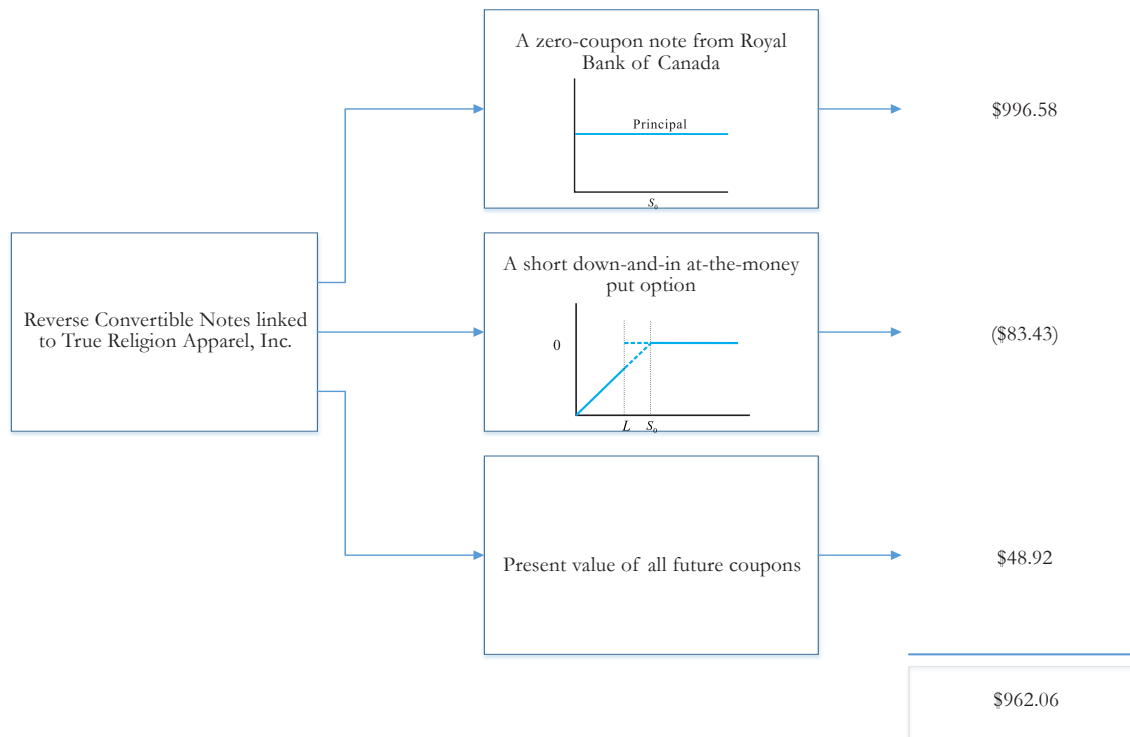 A zero-coupon note from Royal
Bank of Canada
Principal
S₀
$996.58
Reverse Convertible Notes linked
to True Religion Apparel, Inc.
A short down-and-in at-the-money
put option
0
L S₀
($83.43)
Present value of all future coupons
$48.92
$962.06